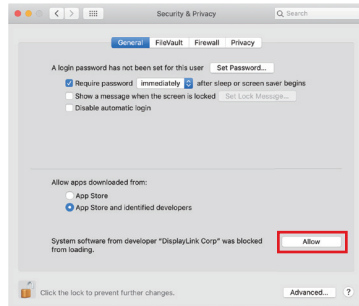 Security & Privacy
Search
General FileVault Firewall Privacy
A login password has not been set for this user Set Password...
Require password immediately after sleep or screen saver begins
Show a message when the screen is locked Set Lock Message...
Disable automatic login
Allow apps downloaded from:
App Store
App Store and identified developers
System software from developer "DisplayLink Corp" was blocked Allow
from loading.
Click the lock to prevent further changes. Advanced... ?